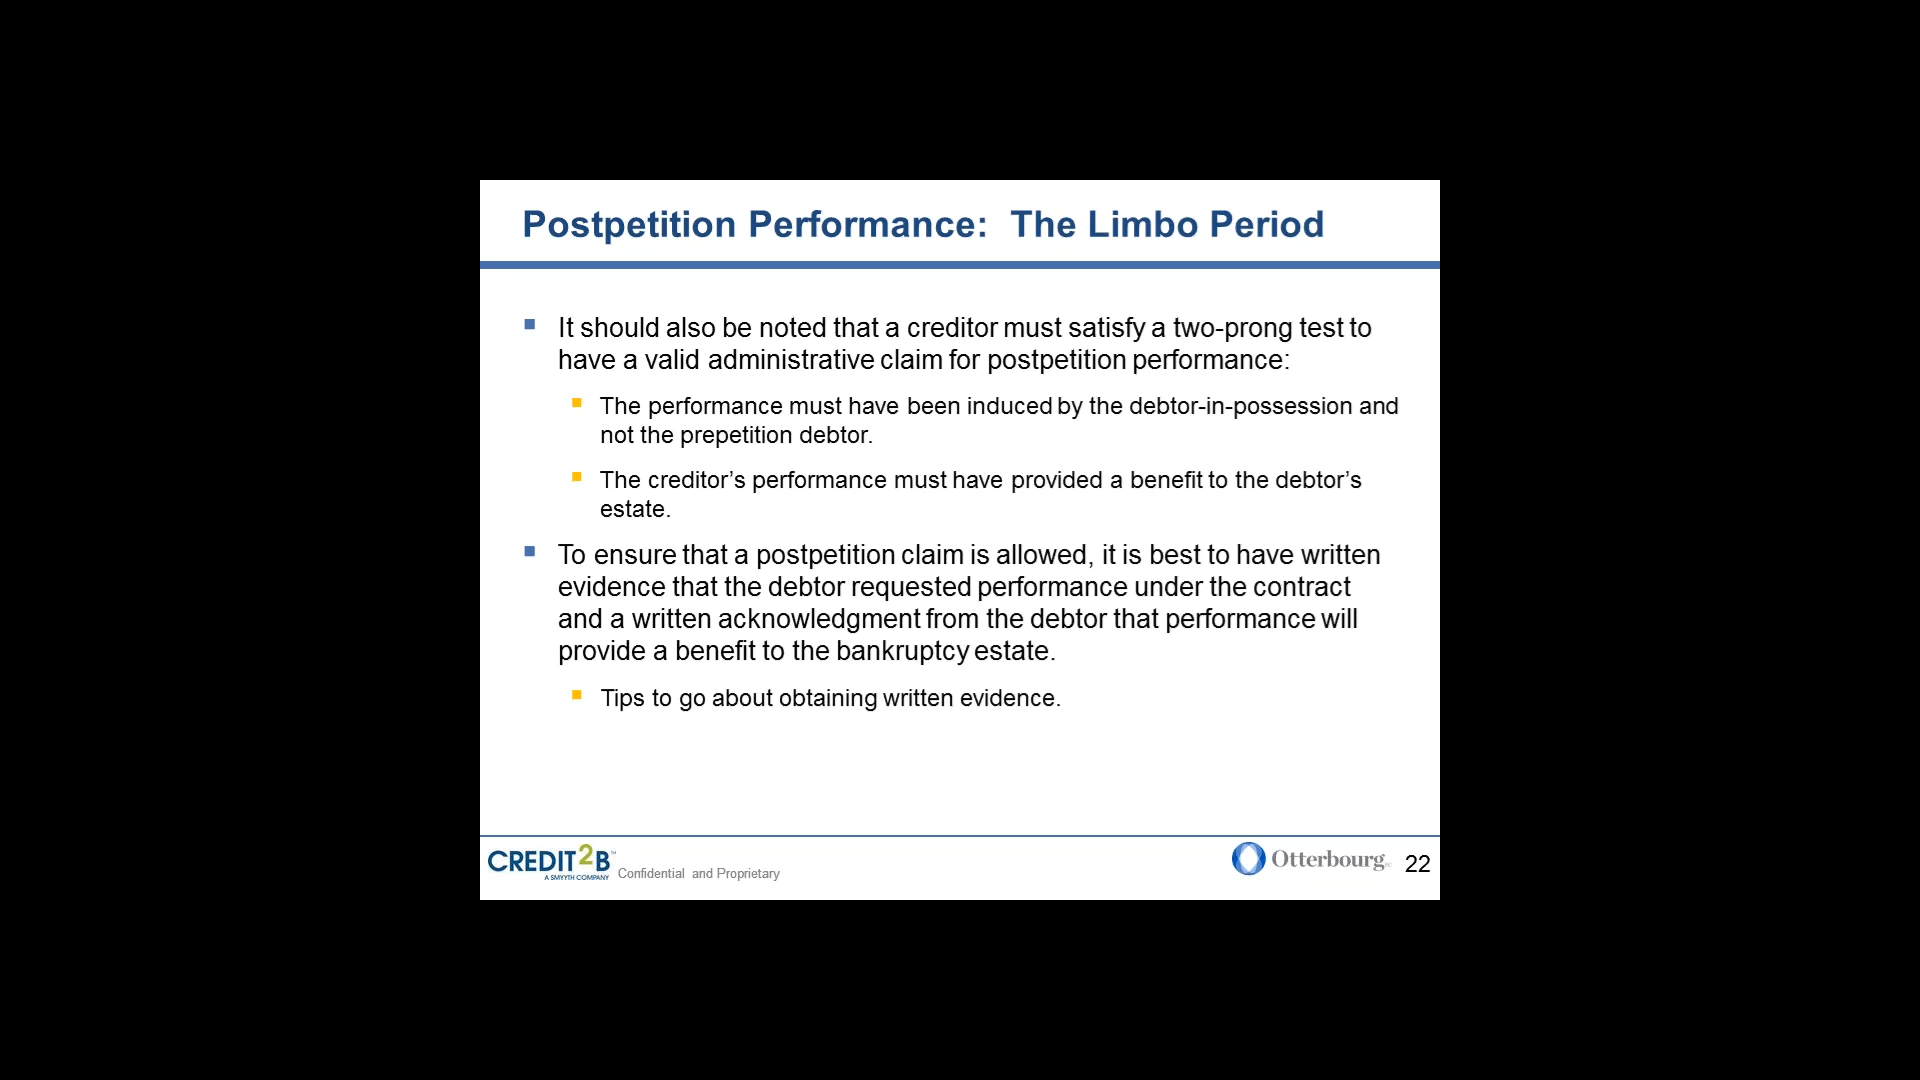 Postpetition Performance: The Limbo Period
It should also be noted that a creditor must satisfy a two-prong test to
have a valid administrative claim for postpetition performance:
The performance must have been induced by the debtor-in-possession and
not the prepetition debtor.
The creditor’s performance must have provided a benefit to the debtor’s
estate.
To ensure that a postpetition claim is allowed, it is best to have written
evidence that the debtor requested performance under the contract
and a written acknowledgment from the debtor that performance will
provide a benefit to the bankruptcy estate.
Tips to go about obtaining written evidence.
CREDIT2B
A SMYYTH COMPANY
Confidential and Proprietary
Otterbourg
22